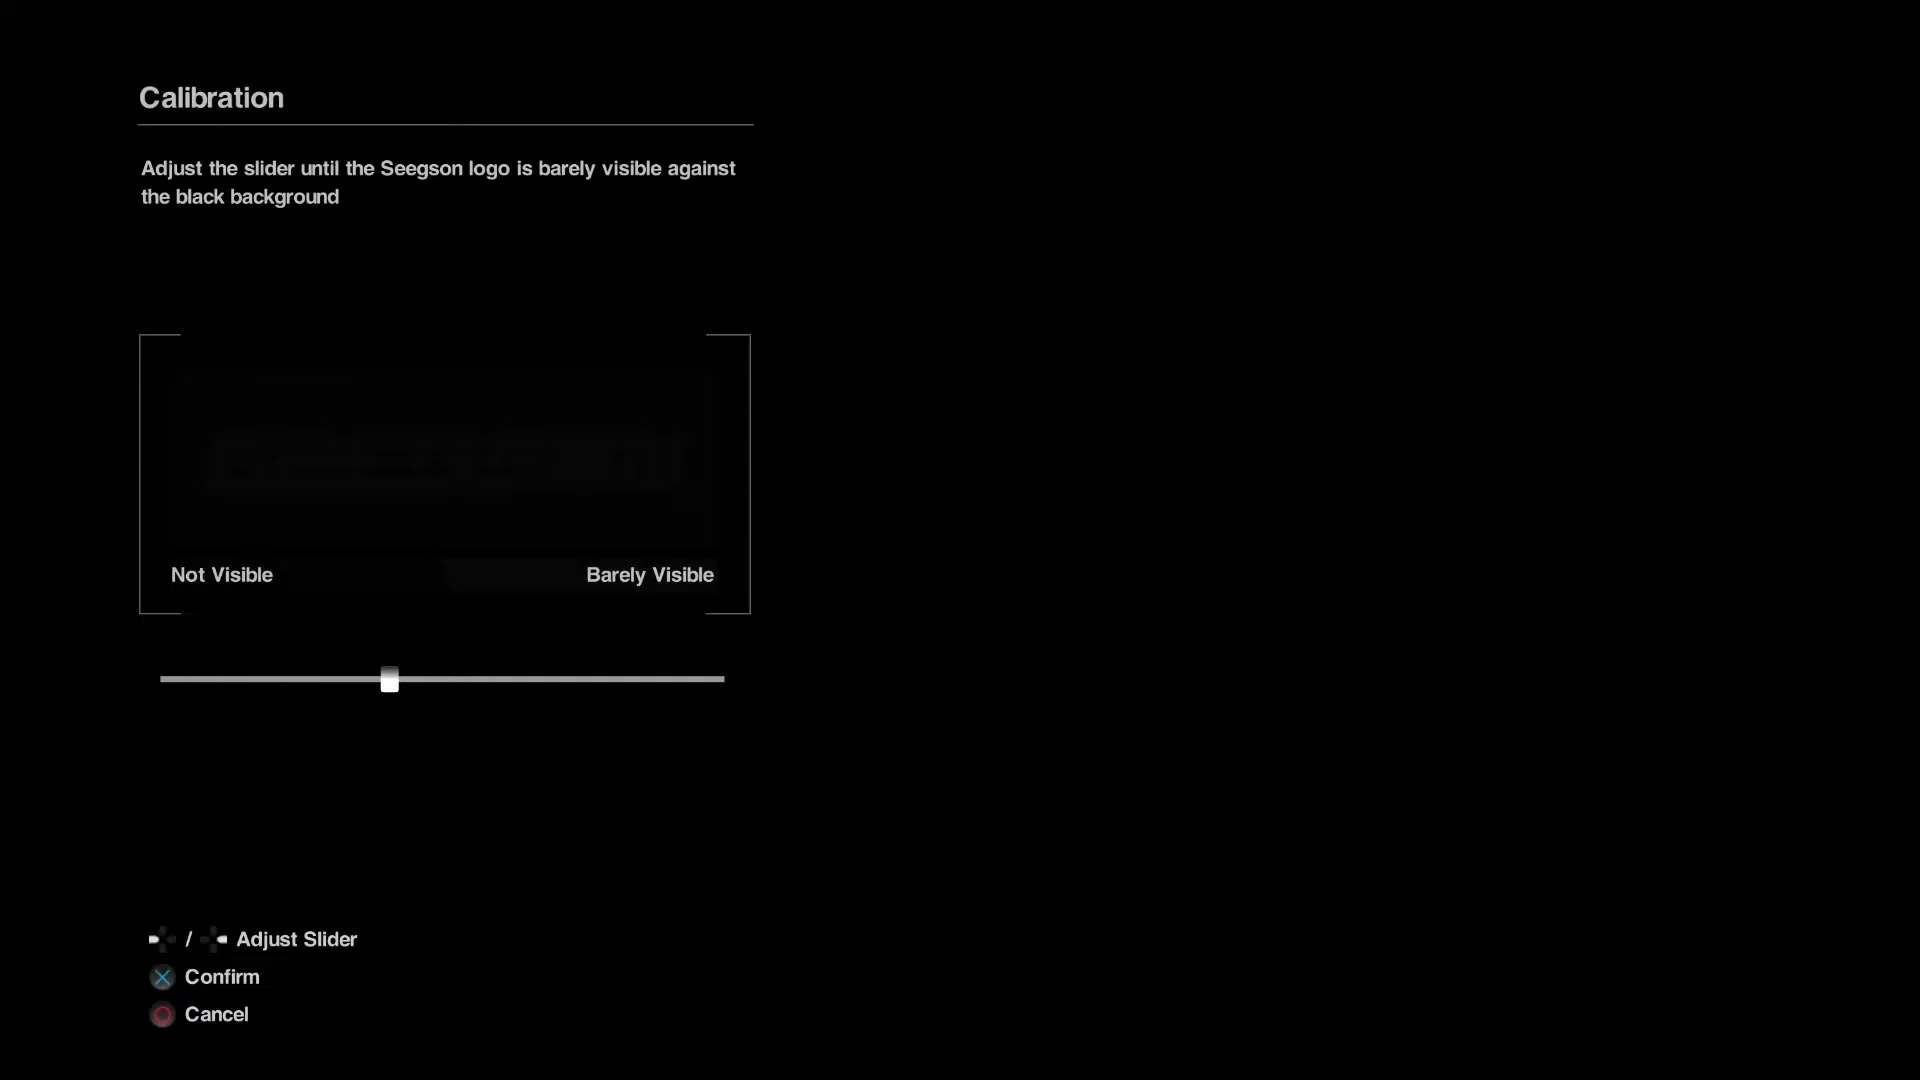 Calibration
Adjust the slider until the Seegson logo is barely visible against
the black background
Not Visible
Barely Visible
/ Adjust Slider
Confirm
Cancel